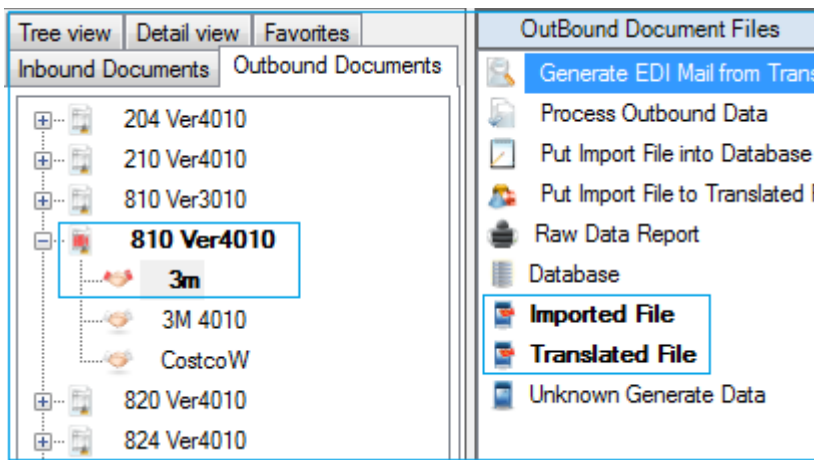 Tree view Detail view Favorites
Inbound Documents Outbound Documents
204 Ver4010
210 Ver4010
810 Ver3010
810 Ver4010
3m
3M 4010
CostcoW
820 Ver4010
824 Ver4010
OutBound Document Files
Generate EDI Mail from Trans
Process Outbound Data
Put Import File into Database
Put Import File to Translated
Raw Data Report
Database
Imported File
Translated File
Unknown Generate Data